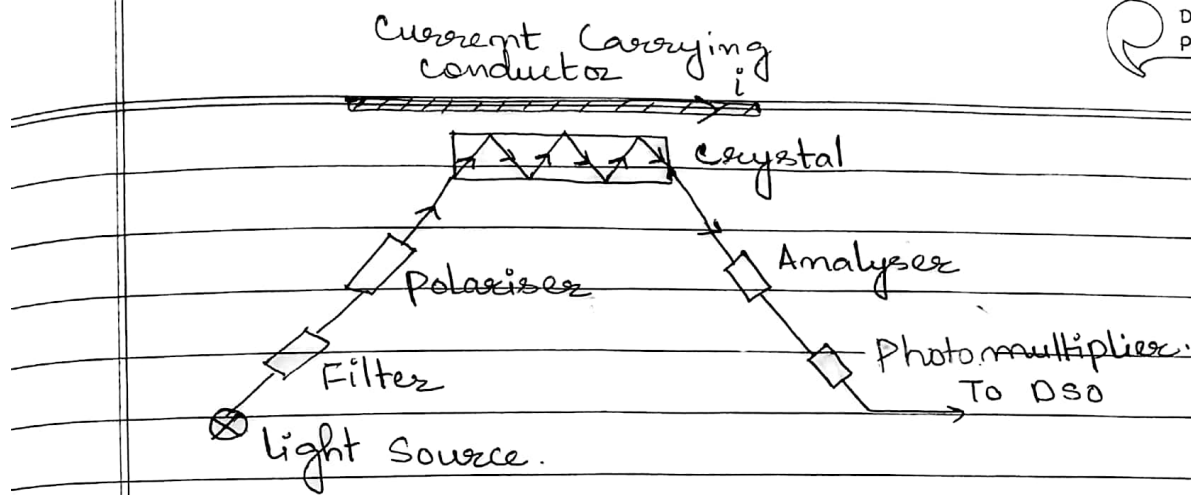 D
P
Current Carrying
conductor
i
Crystal
Polariser
Analyser
Filter
Photomultiplier.
To DSO
Light Source.